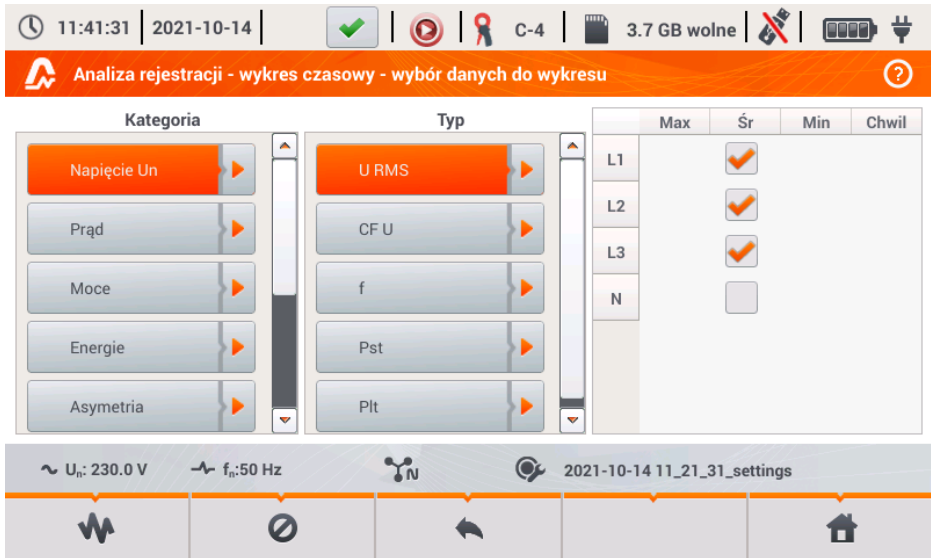 11:41:31 2021-10-14 C-4 3.7 GB wolne
Analiza rejestracji - wykres czasowy - wybór danych do wykresu ?
Kategoria
Napięcie Un
Prąd
Moce
Energie
Asymetria
Typ
U RMS
CF U
f
Pst
Plt
Max Śr Min Chwil
L1
L2
L3
N
Uₙ: 230.0 V fₙ:50 Hz N 2021-10-14 11_21_31_settings